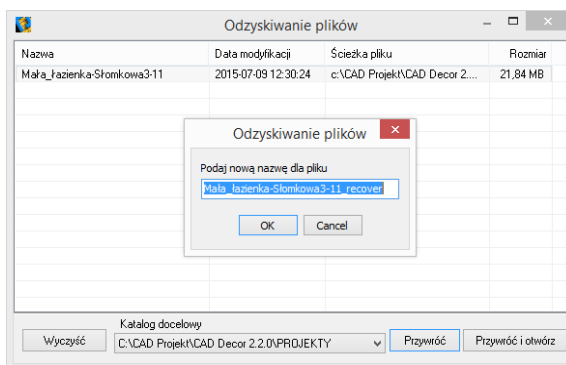 Odzyskiwanie plików
Nazwa Data modyfikacji Ścieżka pliku Rozmiar
Mała_łazienka-Słomkowa3-11 2015-07-09 12:30:24 c:\CAD Projekt\CAD Decor 2.... 21,84 MB
Odzyskiwanie plików
Podaj nową nazwę dla pliku
Mała_łazienka-Słomkowa3-11_recover
OK Cancel
Katalog docelowy
Wyczyść C:\CAD Projekt\CAD Decor 2.2.0\PROJEKTY Przywróć Przywróć i otwórz